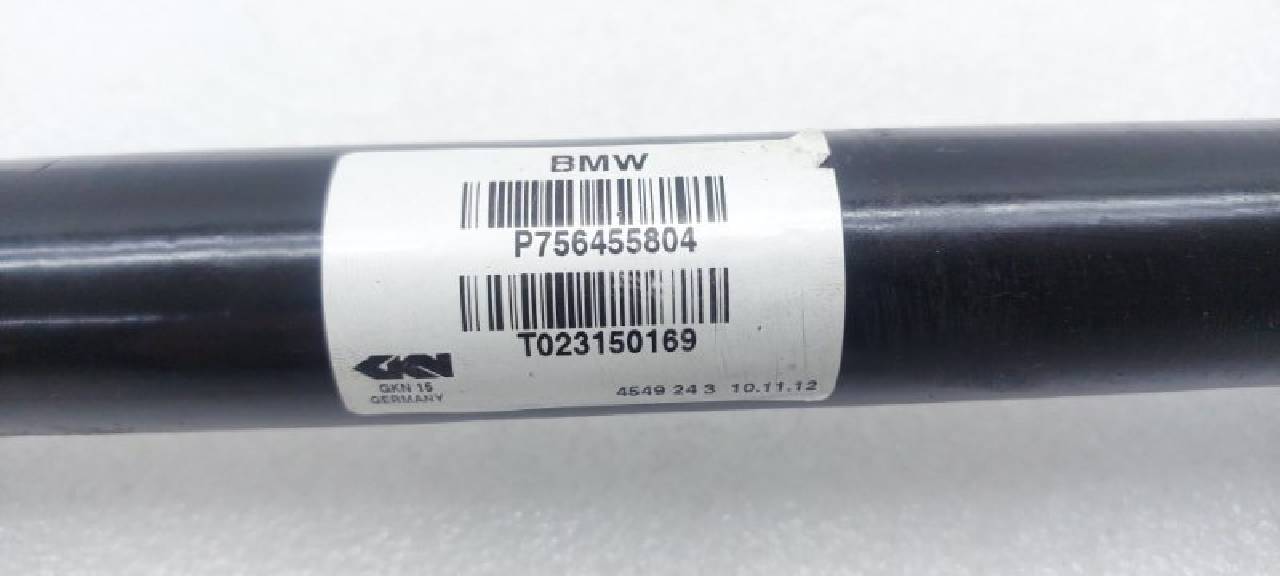 BMW
P756455804
T023150169
GKN
GKN 15
GERMANY
4549 24 3 10.11.12